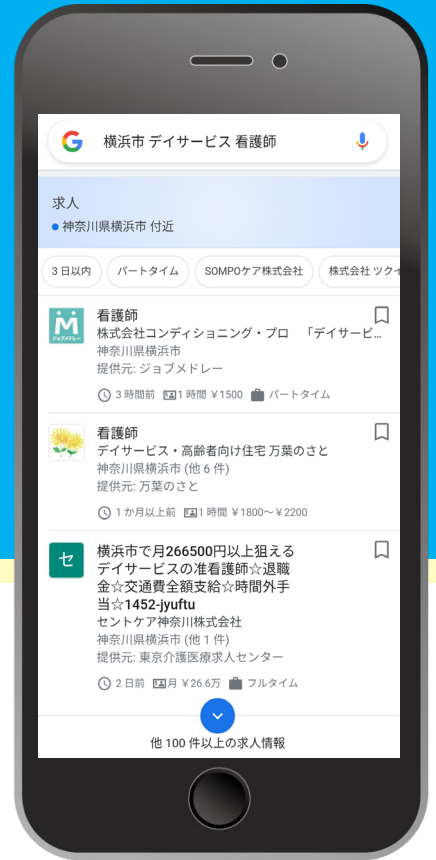 横浜市 デイサービス 看護師
求人
神奈川県横浜市 付近
3 日以内 パートタイム SOMPOケア株式会社 株式会社 ツクイ
看護師
株式会社コンディショニング・プロ 「デイサービ...
神奈川県横浜市
提供元: ジョブメドレー
ジョブメドレー
3 時間前 1 時間 ¥1500 パートタイム
看護師
デイサービス・高齢者向け住宅 万葉のさと
神奈川県横浜市 (他 6 件)
提供元: 万葉のさと
1 か月以上前 1 時間 ¥1800～¥2200
セ
横浜市で月266500円以上狙える
デイサービスの准看護師☆退職
金☆交通費全額支給☆時間外手
当☆1452-jyuftu
セントケア神奈川株式会社
神奈川県横浜市 (他 1 件)
提供元: 東京介護医療求人センター
2 日前 月 ¥26.6万 フルタイム
他 100 件以上の求人情報